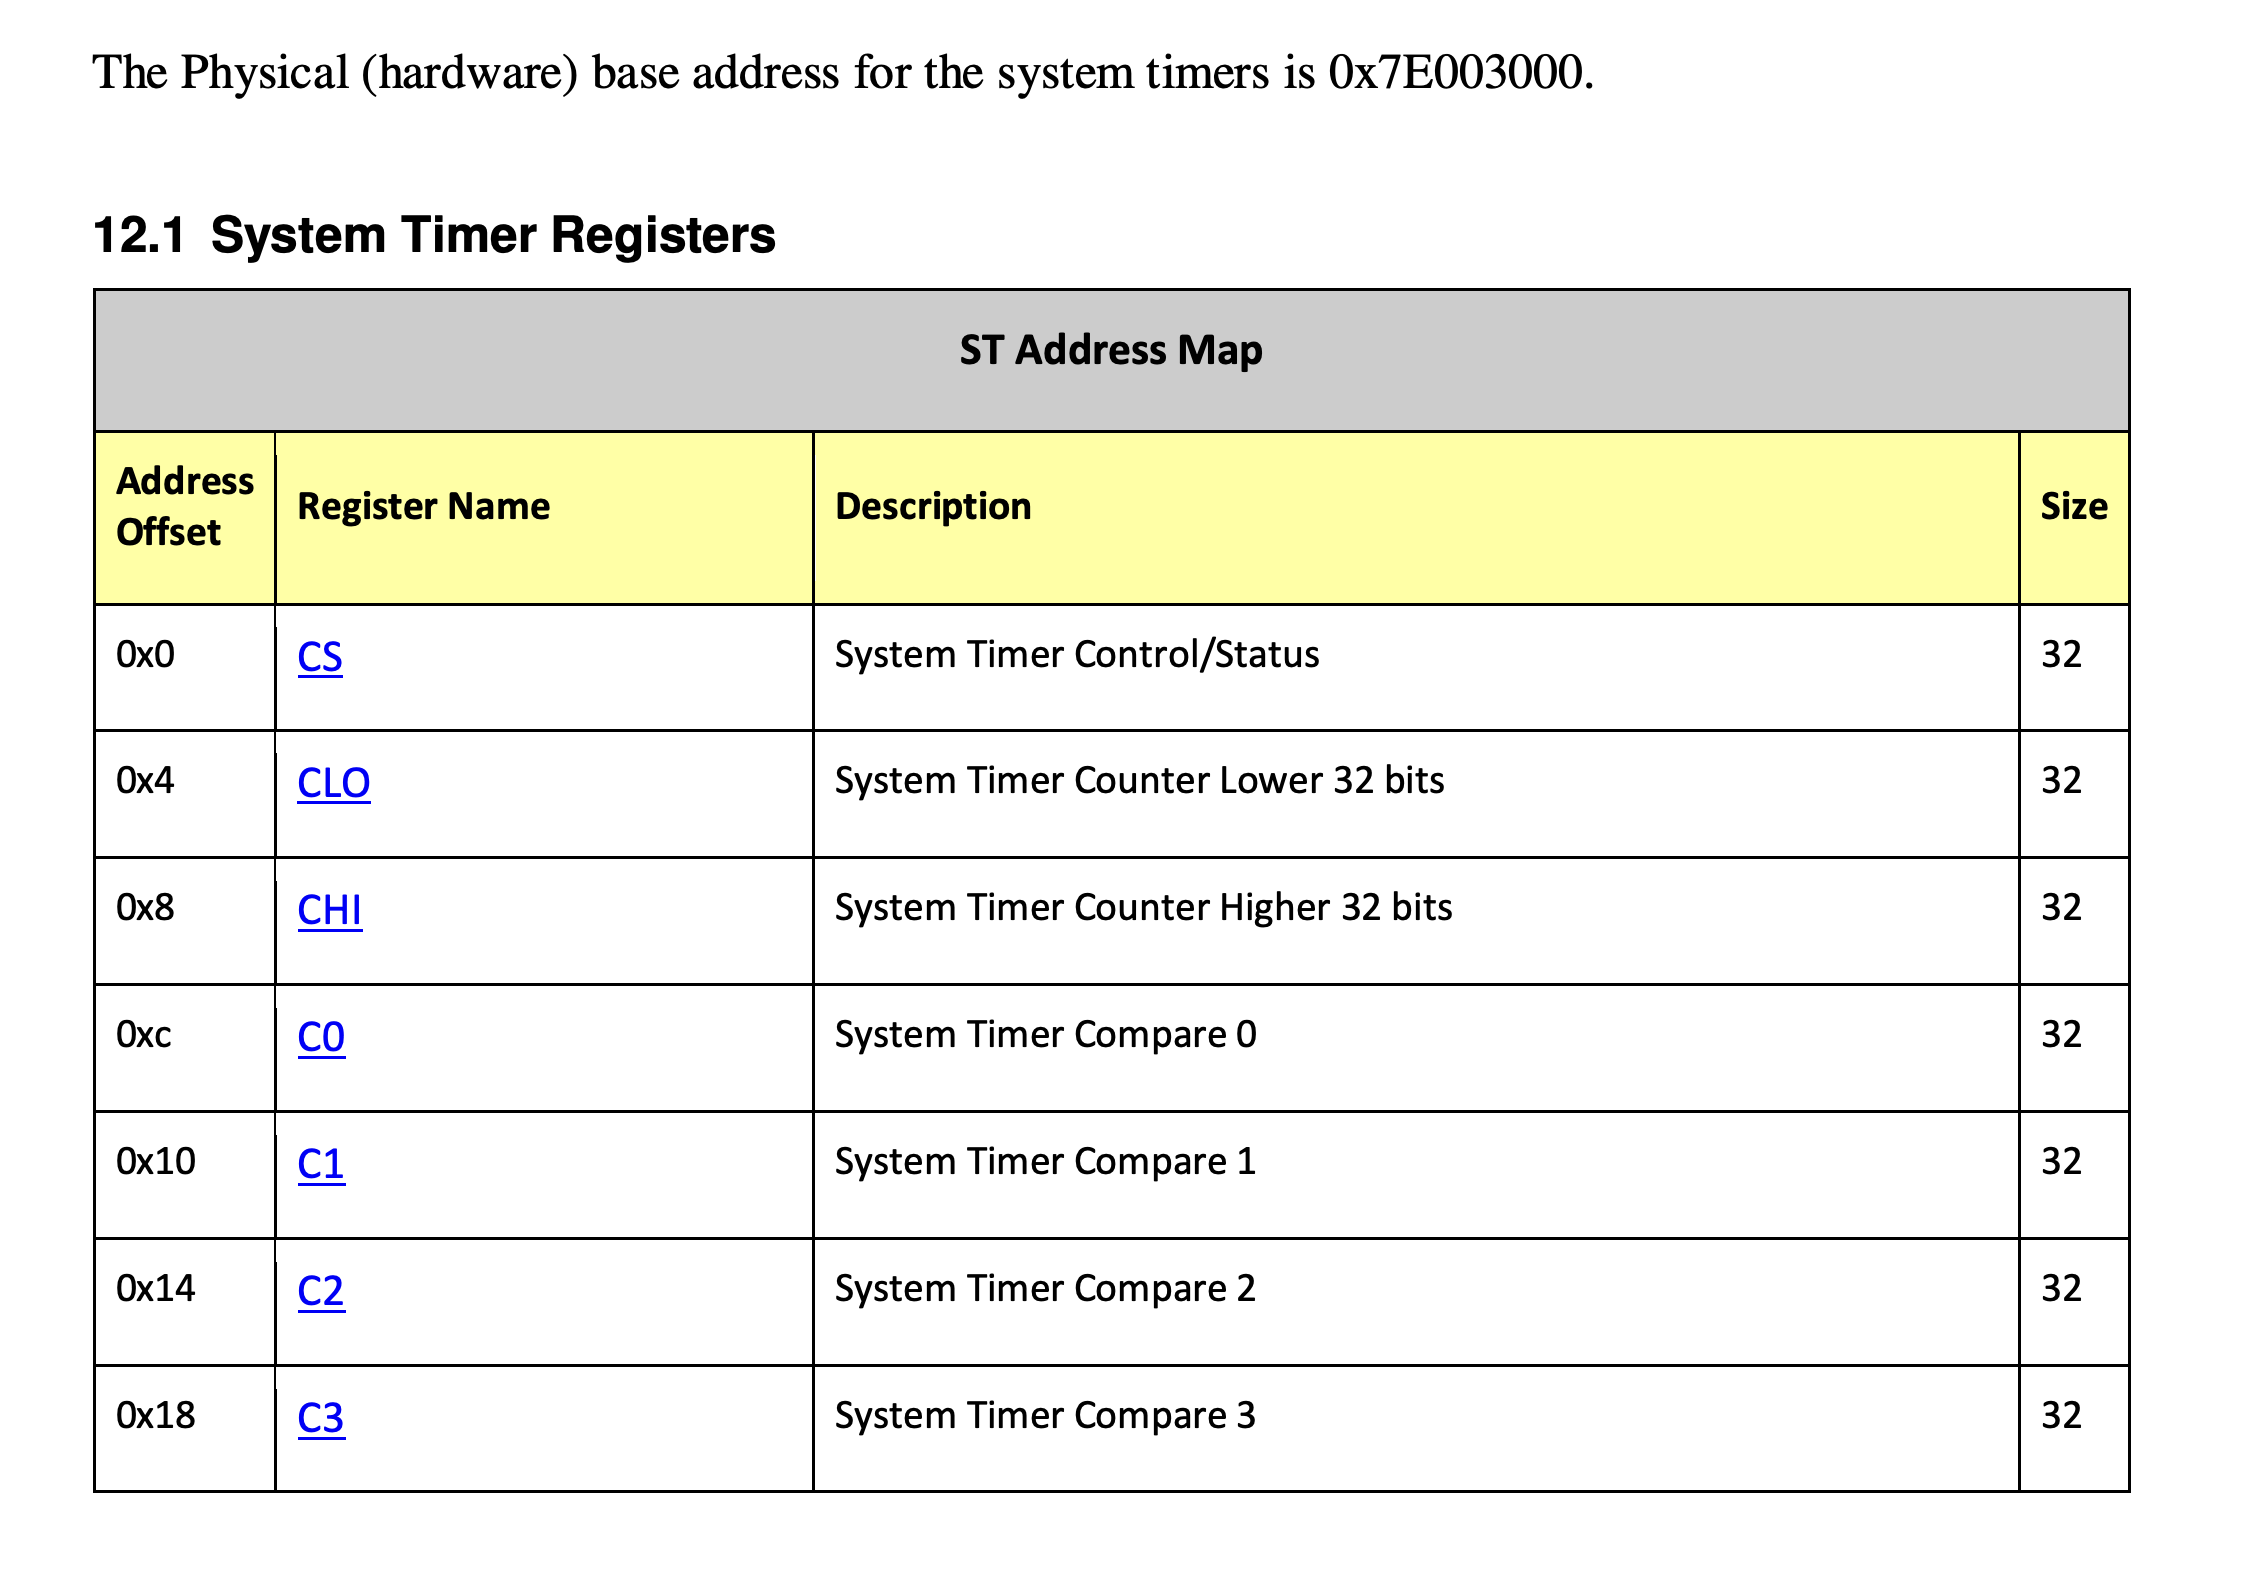 The Physical (hardware) base address for the system timers is 0x7E003000.
12.1 System Timer Registers
ST Address Map
Address Offset Register Name Description Size
0x0 CS System Timer Control/Status 32
0x4 CLO System Timer Counter Lower 32 bits 32
0x8 CHI System Timer Counter Higher 32 bits 32
0xc C0 System Timer Compare 0 32
0x10 C1 System Timer Compare 1 32
0x14 C2 System Timer Compare 2 32
0x18 C3 System Timer Compare 3 32